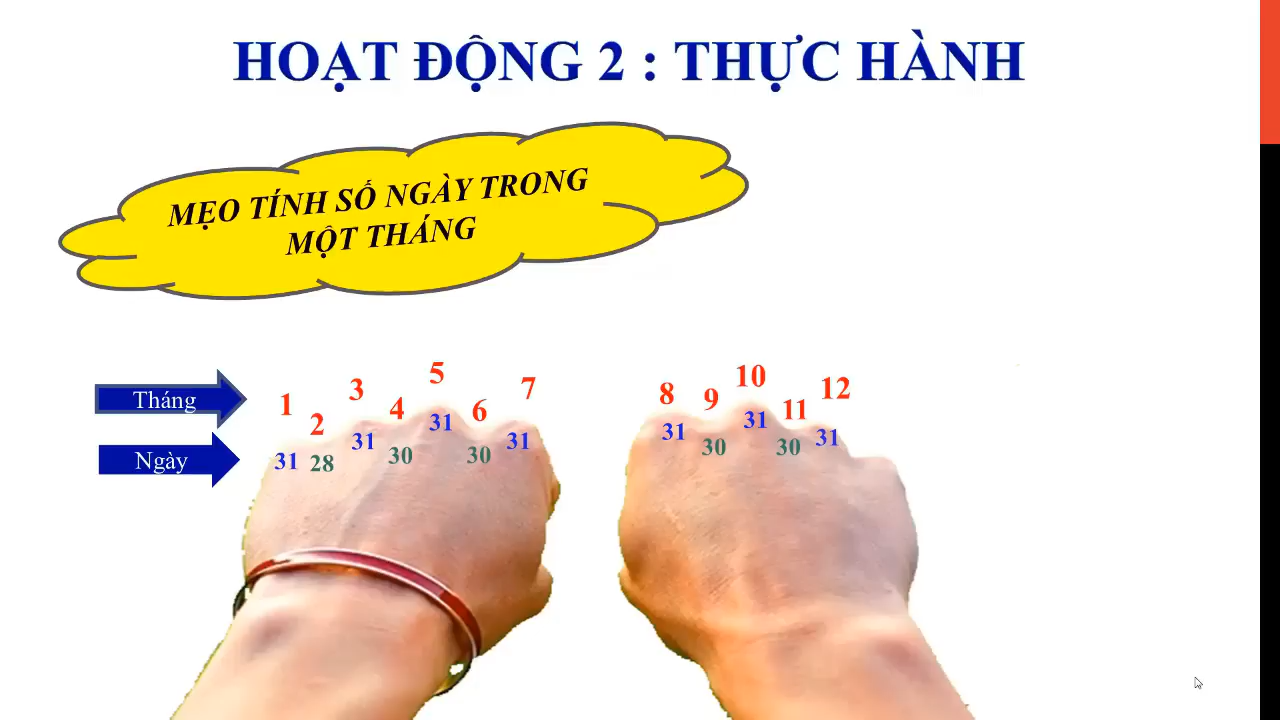 HOẠT ĐỘNG 2 : THỰC HÀNH
MẸO TÍNH SỐ NGÀY TRONG
MỘT THÁNG
Tháng
1 2 3 4 5 6 7 8 9 10 11 12
Ngày
31 28 31 30 31 30 31 31 30 31 30 31